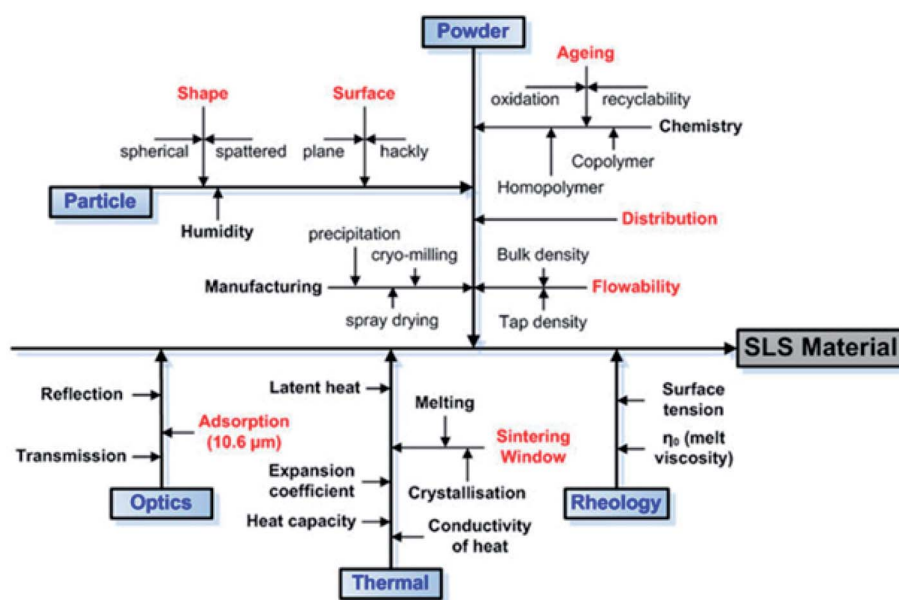 Powder
Ageing
oxidation
recyclability
Shape
Surface
spherical
spattered
plane
hackly
Chemistry
Copolymer
Homopolymer
Particle
Humidity
Distribution
precipitation
cryo-milling
Bulk density
Manufacturing
Flowability
spray drying
Tap density
SLS Material
Reflection
Adsorption
(10.6 µm)
Transmission
Optics
Latent heat
Melting
Sintering
Window
Expansion
coefficient
Crystallisation
Heat capacity
Conductivity
of heat
Thermal
Surface
tension
η₀ (melt
viscosity)
Rheology